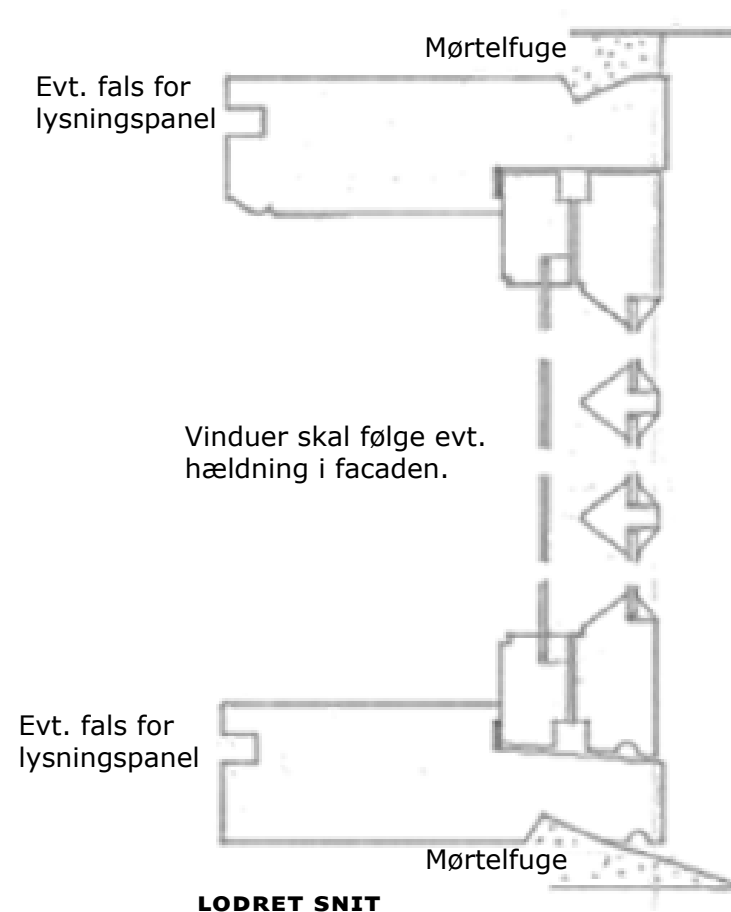 Mørtelfuge
Evt. fals for
lysningspanel
Vinduer skal følge evt.
hældning i facaden.
Evt. fals for
lysningspanel
Mørtelfuge
LODRET SNIT